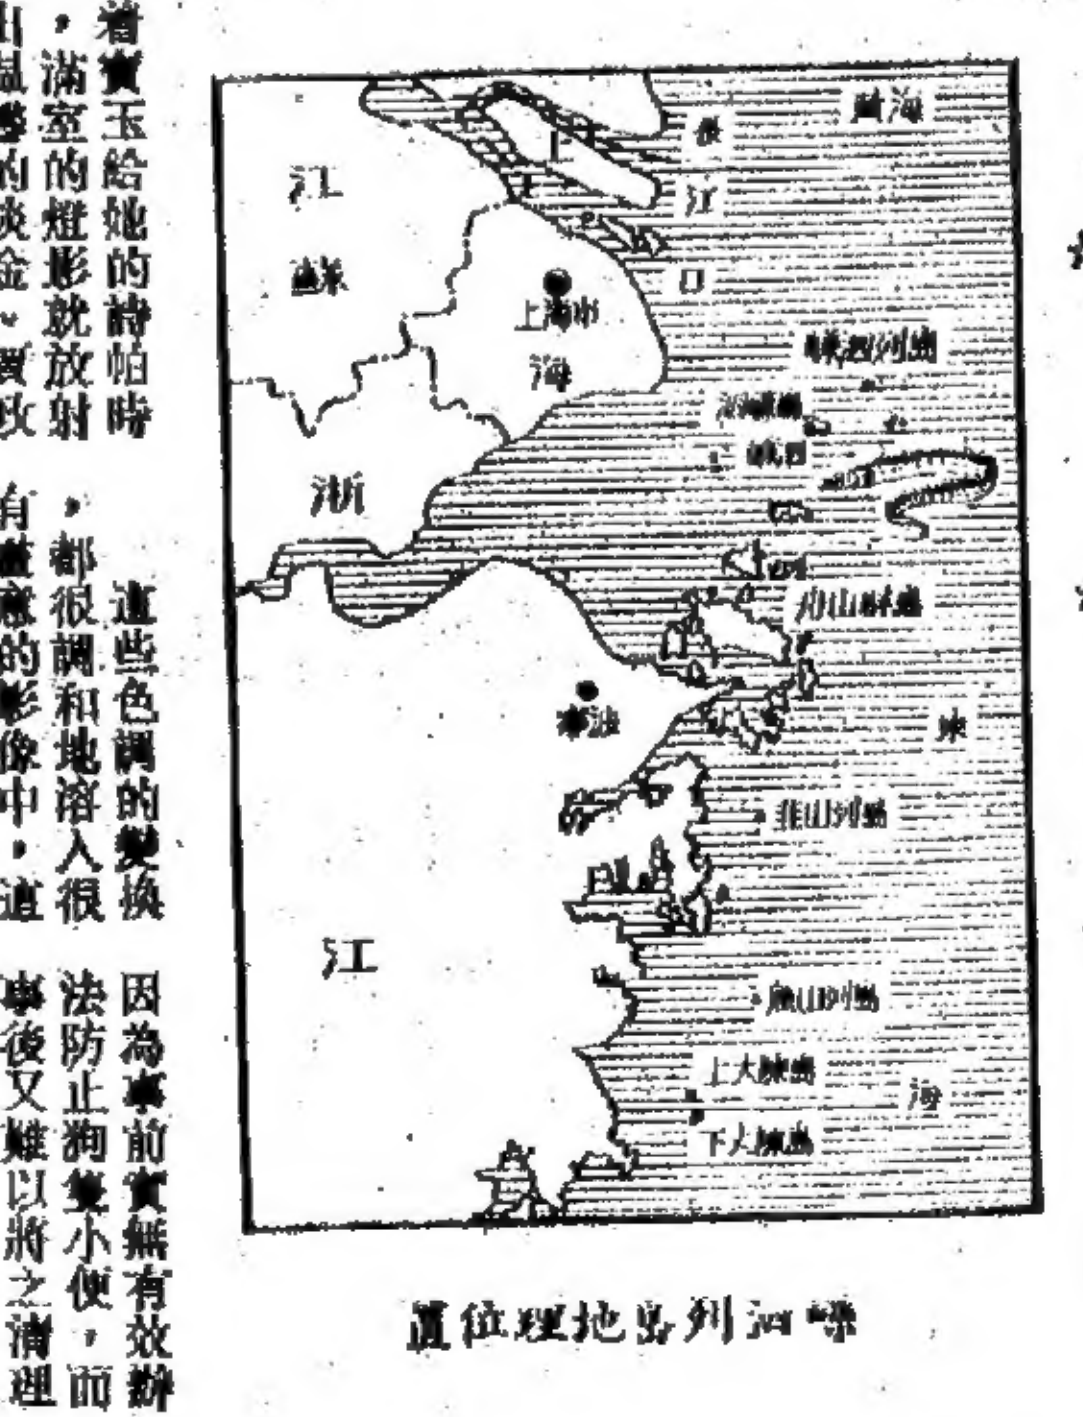 黃海
長江口
江蘇
上
上海市
海
嵊泗列島
浙江
舟山群島
寧波
東海
韭山列島
漁山列島
上大陳島
下大陳島
嵊泗列島地理位置
着寶玉給她的詩帕時
，滿室的燈影就放射
的淡金。賈政
這些色調的變換
，都很調和地溶入很
有畫意的影像中，這
因為事前實無有效辦
法防止狗隻小便，而
事後又難以將之清理